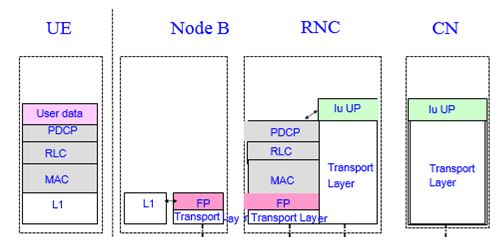 UE
Node B
RNC
CN
User data
PDCP
RLC
MAC
L1
L1
FP
Transport Layer
Iu UP
PDCP
RLC
MAC
FP
Transport Layer
Transport
Layer
Iu UP
Transport
Layer